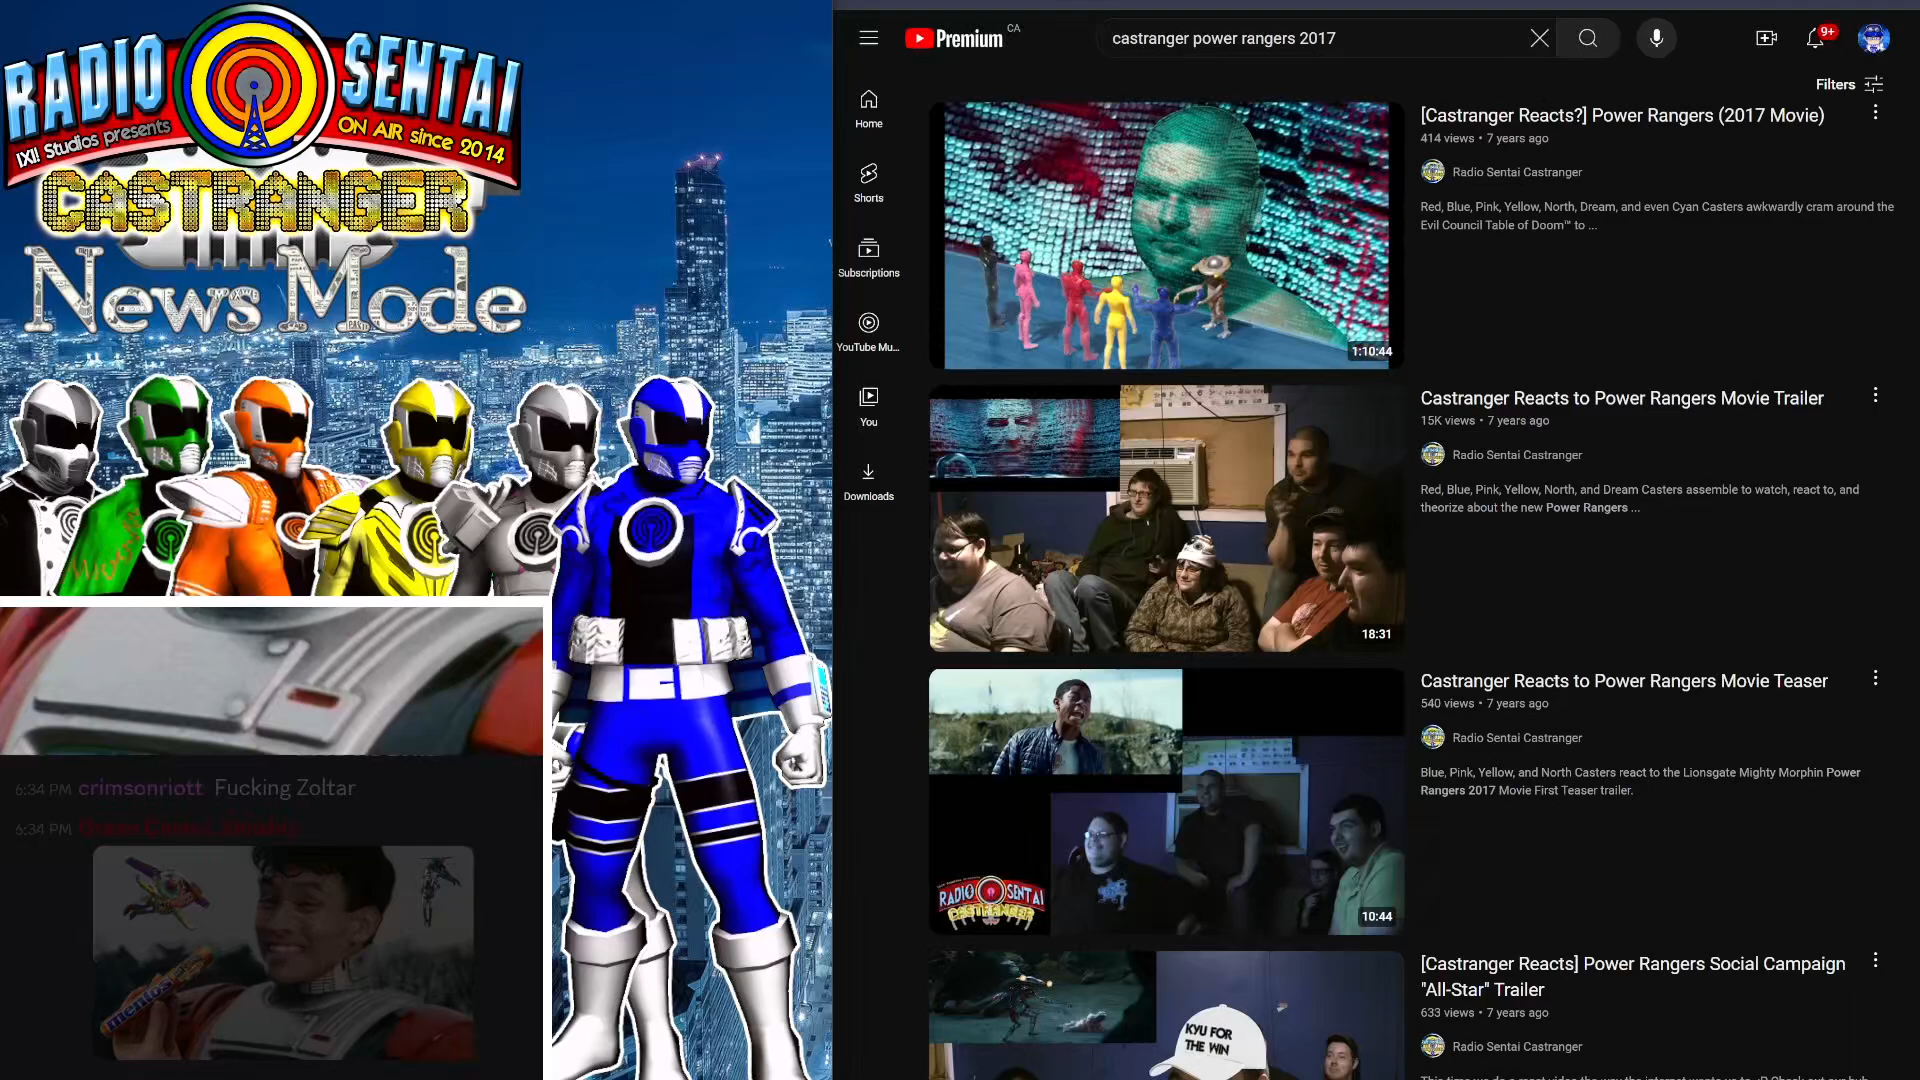 RADIO SENTAI
IXI! Studios presents
ON AIR since 2014
CASTRANGER
News Mode
6:34 PM crimsonriott Fucking Zoltar
6:34 PM
mentos
Premium CA
castranger power rangers 2017
9+
Filters
Home
Shorts
Subscriptions
YouTube Mu...
You
Downloads
1:10:44
[Castranger Reacts?] Power Rangers (2017 Movie)
414 views • 7 years ago
Radio Sentai Castranger
Red, Blue, Pink, Yellow, North, Dream, and even Cyan Casters awkwardly cram around the
Evil Council Table of Doom™ to ...
18:31
Castranger Reacts to Power Rangers Movie Trailer
15K views • 7 years ago
Radio Sentai Castranger
Red, Blue, Pink, Yellow, North, and Dream Casters assemble to watch, react to, and
theorize about the new Power Rangers ...
RADIO SENTAI
CASTRANGER
10:44
Castranger Reacts to Power Rangers Movie Teaser
540 views • 7 years ago
Radio Sentai Castranger
Blue, Pink, Yellow, and North Casters react to the Lionsgate Mighty Morphin Power
Rangers 2017 Movie First Teaser trailer.
KYU FOR
THE WIN
[Castranger Reacts] Power Rangers Social Campaign
"All-Star" Trailer
633 views • 7 years ago
Radio Sentai Castranger